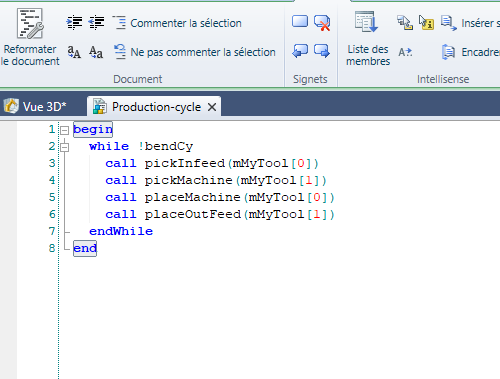 Reformater
le document
Commenter la sélection
Ne pas commenter la sélection
Document
Signets
Liste des
membres
Insérer s
Encadrer
Intellisense
Vue 3D*
Production-cycle
1 begin
2 while !bendCy
3 call pickInfeed(mMyTool[0])
4 call pickMachine(mMyTool[1])
5 call placeMachine(mMyTool[0])
6 call placeOutFeed(mMyTool[1])
7 endWhile
8 end